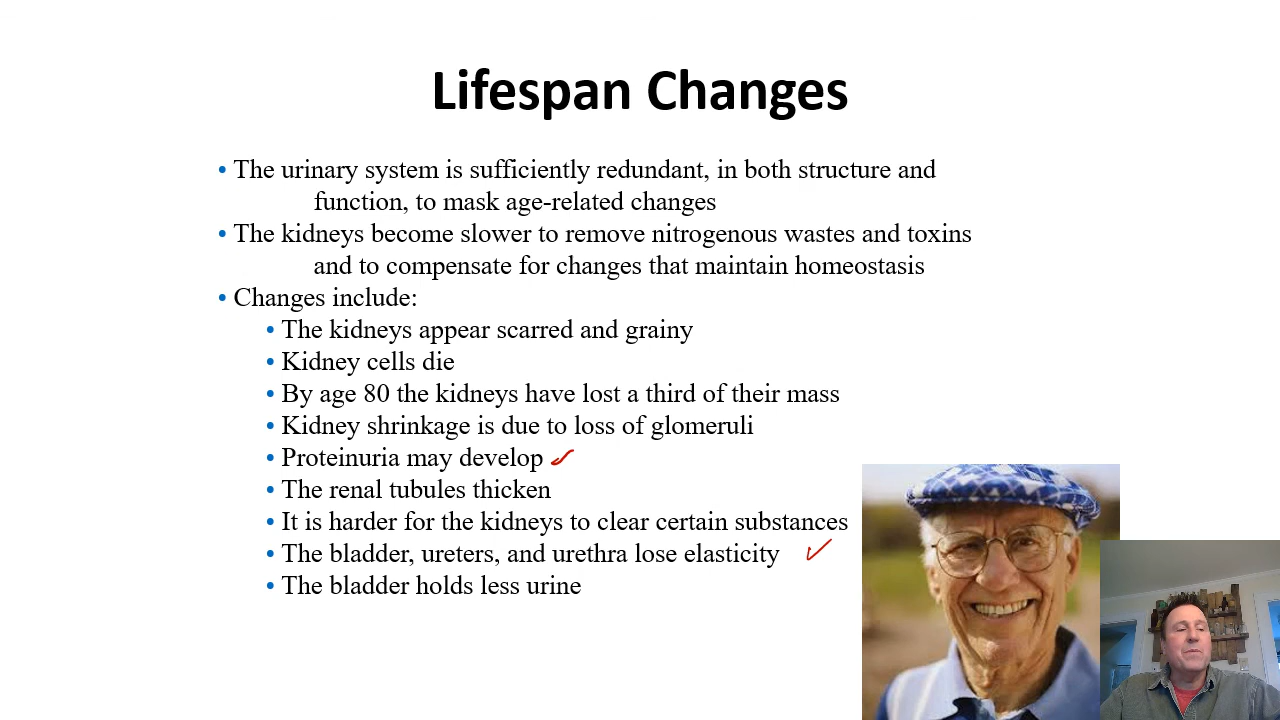 Lifespan Changes
• The urinary system is sufficiently redundant, in both structure and
function, to mask age-related changes
• The kidneys become slower to remove nitrogenous wastes and toxins
and to compensate for changes that maintain homeostasis
• Changes include:
• The kidneys appear scarred and grainy
• Kidney cells die
• By age 80 the kidneys have lost a third of their mass
• Kidney shrinkage is due to loss of glomeruli
• Proteinuria may develop
• The renal tubules thicken
• It is harder for the kidneys to clear certain substances
• The bladder, ureters, and urethra lose elasticity
• The bladder holds less urine